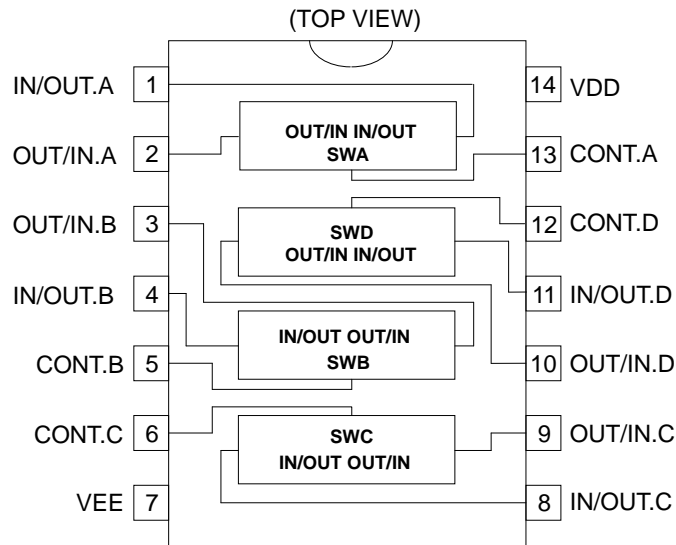 (TOP VIEW)
IN/OUT.A 1
14 VDD
OUT/IN IN/OUT
SWA
OUT/IN.A 2
13 CONT.A
OUT/IN.B 3
12 CONT.D
SWD
OUT/IN IN/OUT
IN/OUT.B 4
11 IN/OUT.D
IN/OUT OUT/IN
SWB
CONT.B 5
10 OUT/IN.D
CONT.C 6
9 OUT/IN.C
SWC
IN/OUT OUT/IN
VEE 7
8 IN/OUT.C